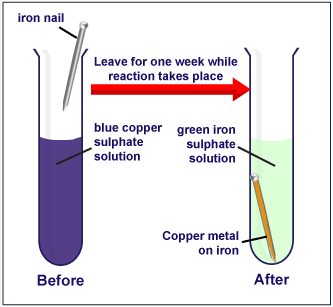 iron nail
Leave for one week while
reaction takes place
blue copper
sulphate
solution
green iron
sulphate
solution
Copper metal
on iron
Before
After